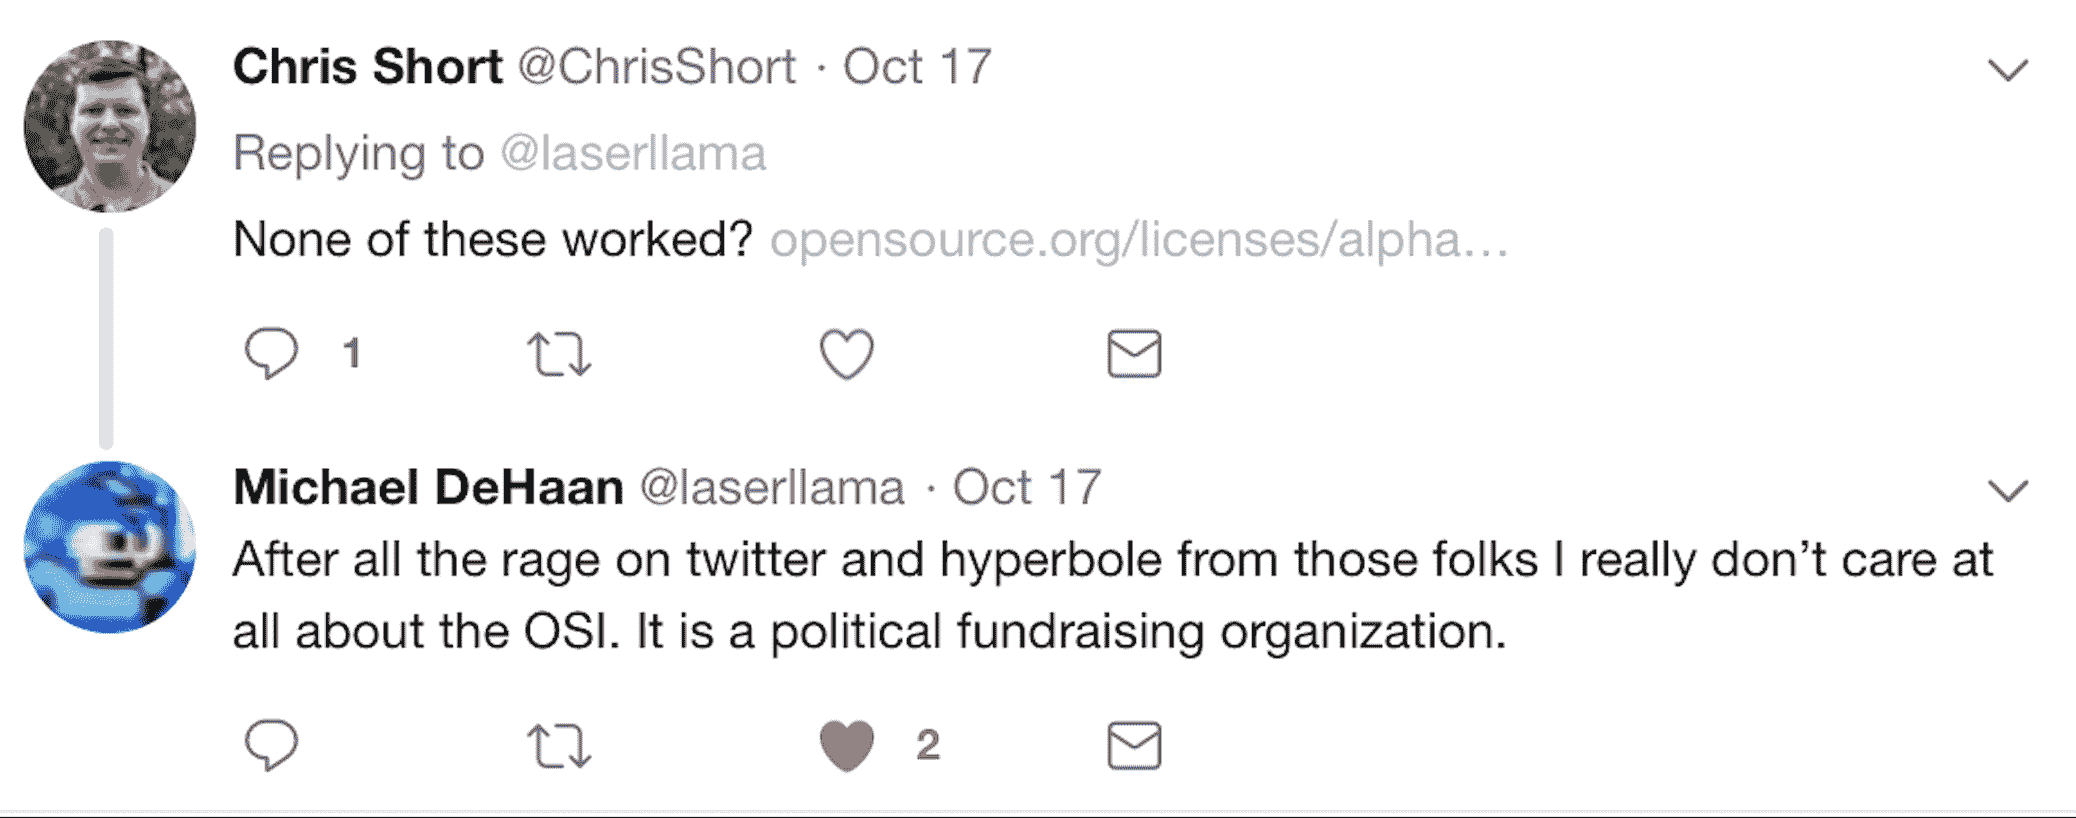 Chris Short @ChrisShort · Oct 17
Replying to @laserllama
None of these worked? opensource.org/licenses/alpha…
1
Michael DeHaan @laserllama · Oct 17
After all the rage on twitter and hyperbole from those folks I really don’t care at
all about the OSI. It is a political fundraising organization.
2